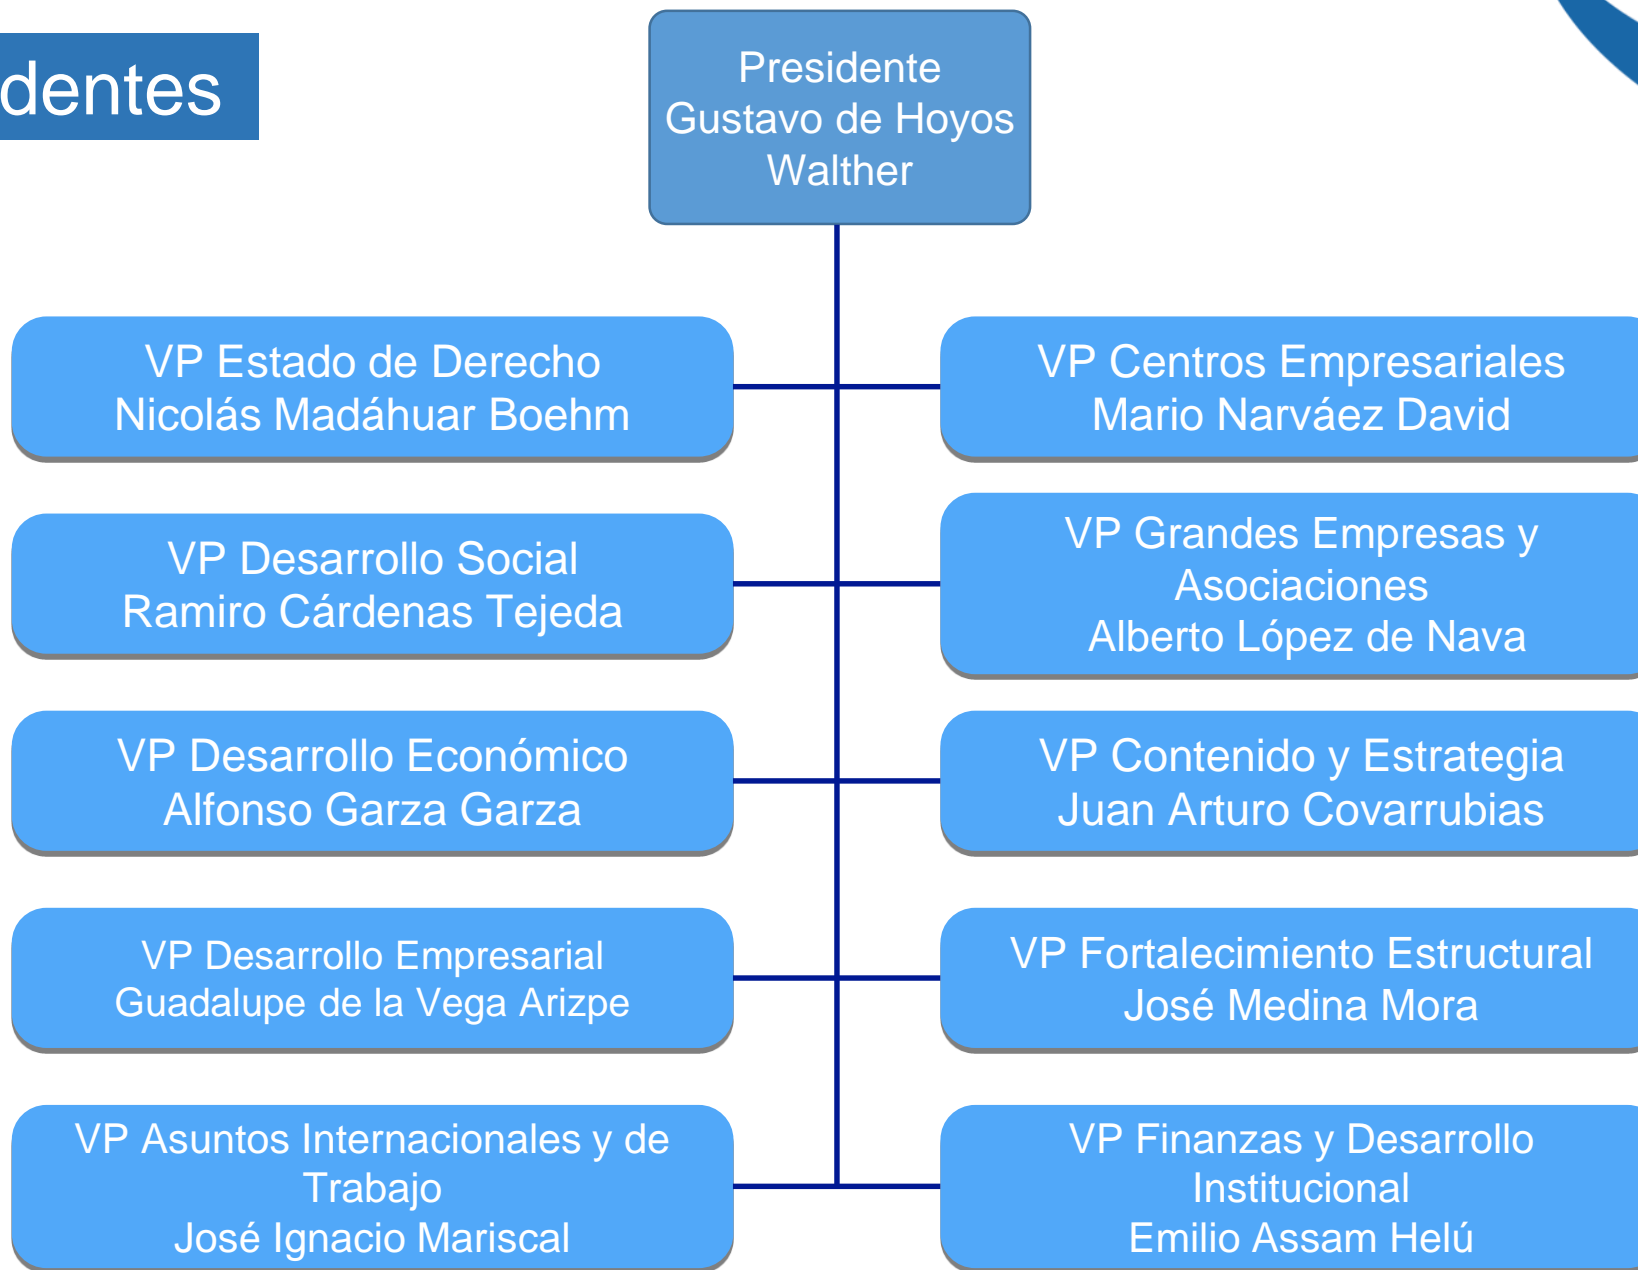 dentes
Presidente
Gustavo de Hoyos
Walther
VP Estado de Derecho
Nicolás Madáhuar Boehm
VP Centros Empresariales
Mario Narváez David
VP Desarrollo Social
Ramiro Cárdenas Tejeda
VP Grandes Empresas y
Asociaciones
Alberto López de Nava
VP Desarrollo Económico
Alfonso Garza Garza
VP Contenido y Estrategia
Juan Arturo Covarrubias
VP Desarrollo Empresarial
Guadalupe de la Vega Arizpe
VP Fortalecimiento Estructural
José Medina Mora
VP Asuntos Internacionales y de
Trabajo
José Ignacio Mariscal
VP Finanzas y Desarrollo
Institucional
Emilio Assam Helú